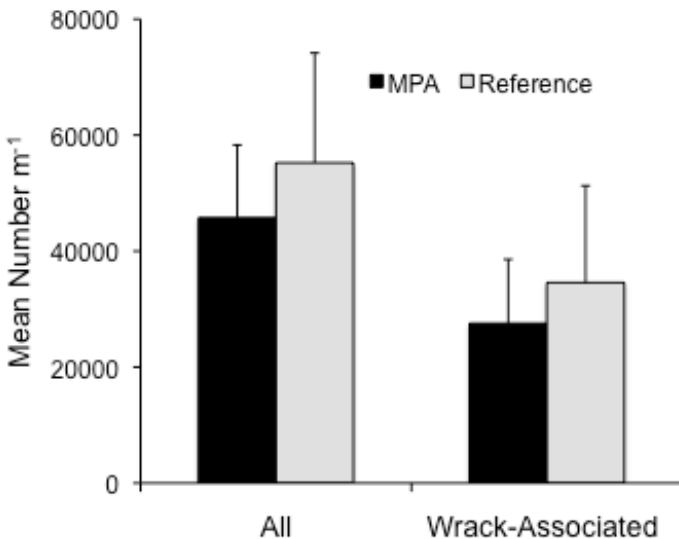 80000
60000
40000
20000
0
Mean Number m⁻¹
MPA Reference
All Wrack-Associated